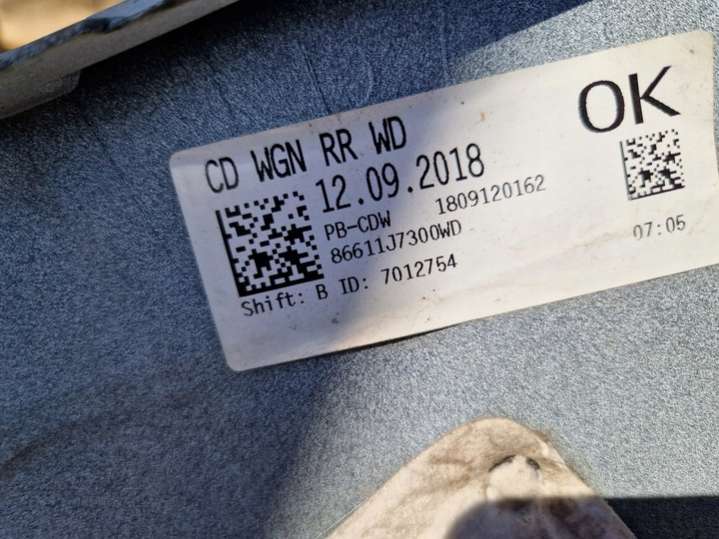 OK
CD WGN RR WD
12.09.2018
PB-CDW 1809120162
86611J7300WD
07:05
Shift: B ID: 7012754